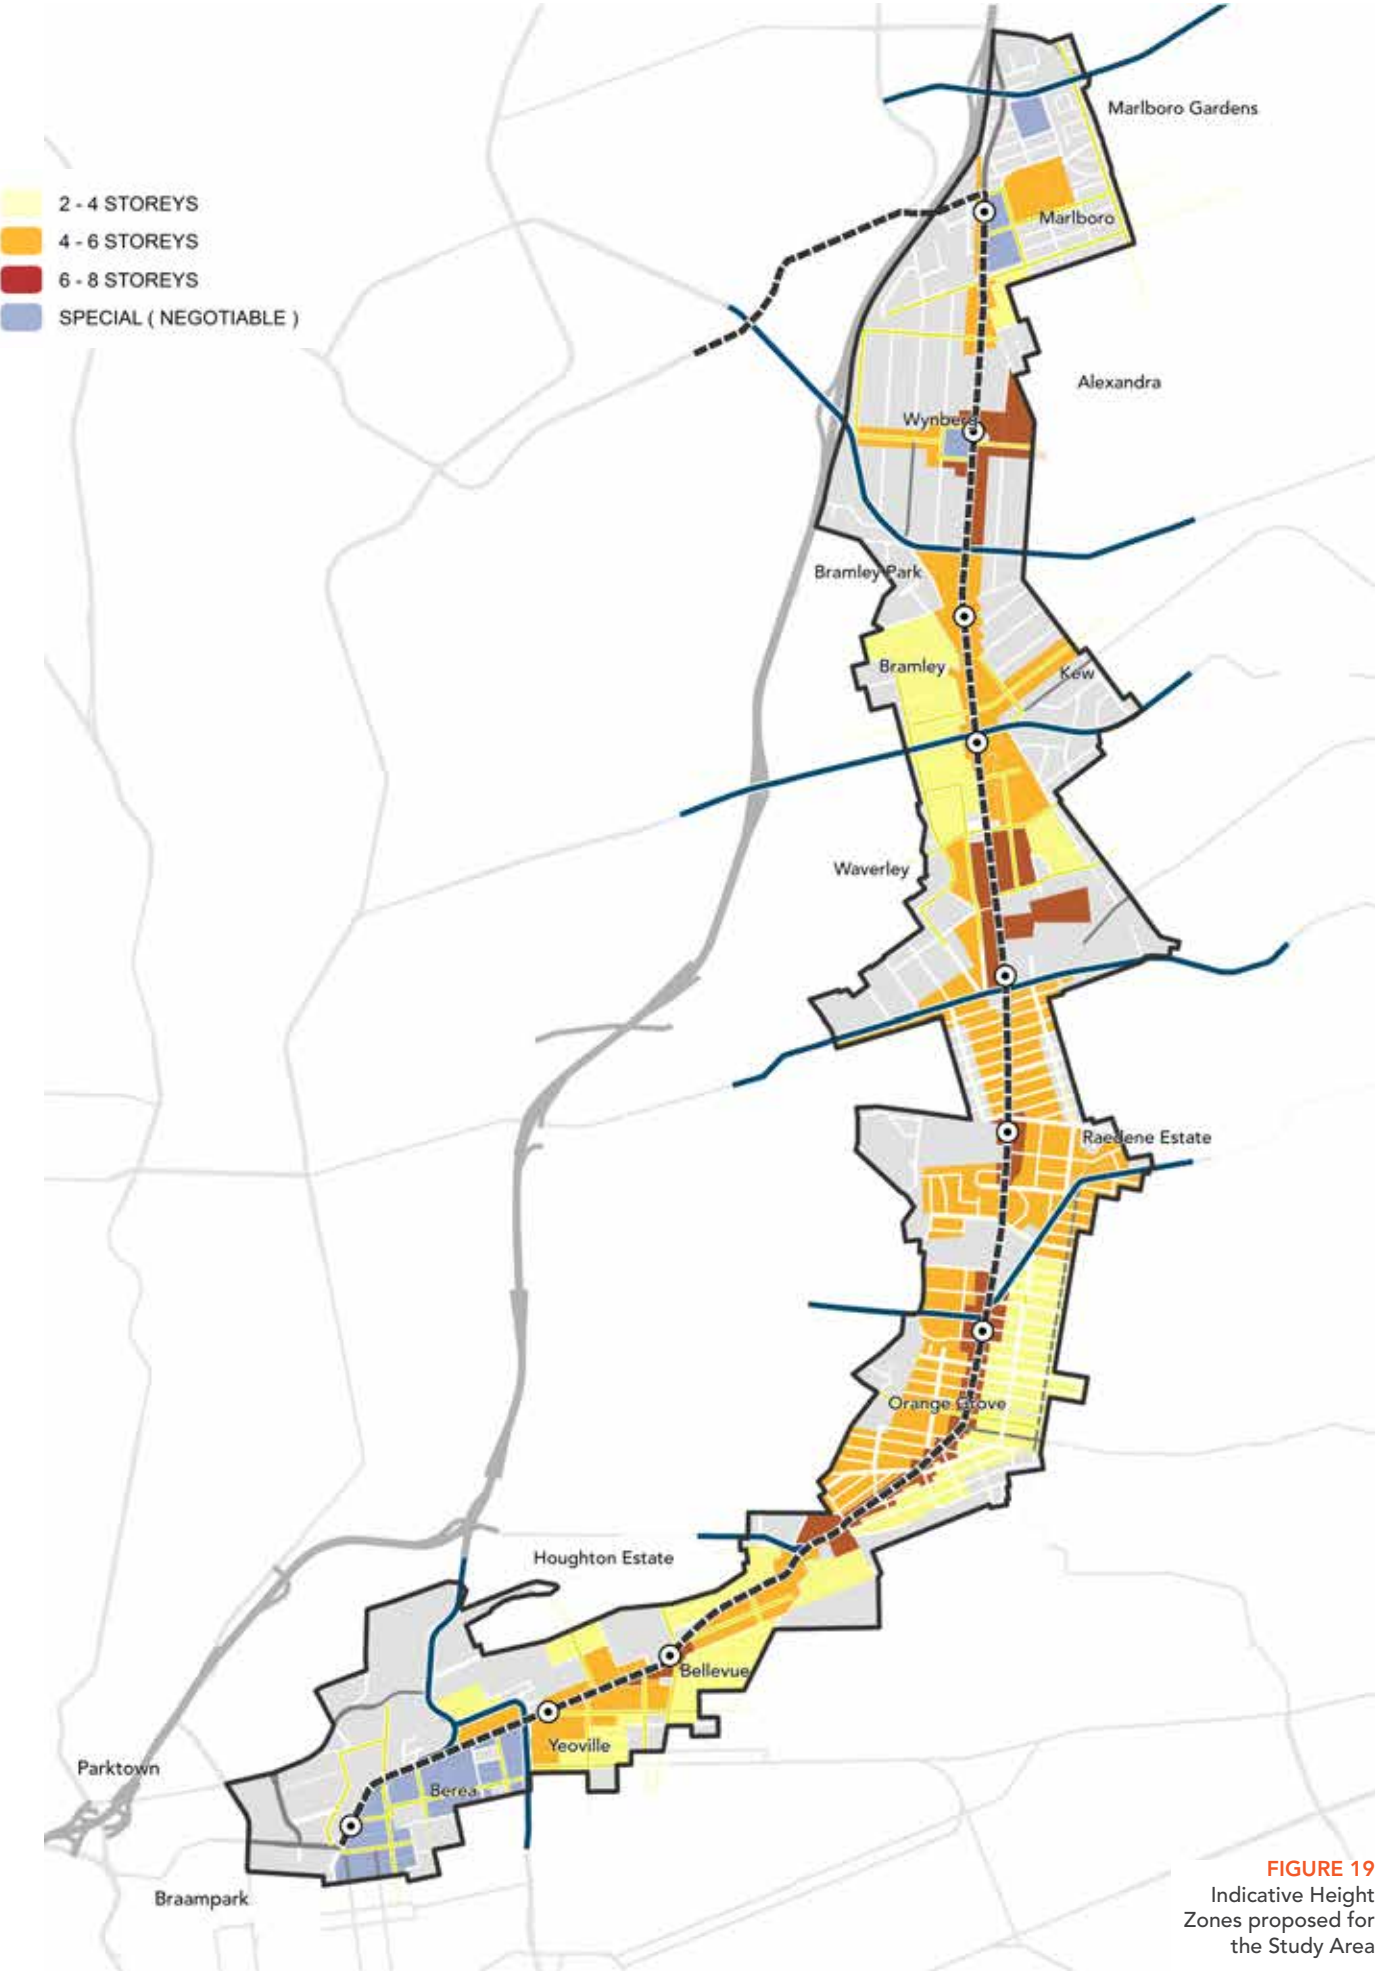 Marlboro Gardens
2 - 4 STOREYS
4 - 6 STOREYS
6 - 8 STOREYS
SPECIAL ( NEGOTIABLE )
Marlboro
Alexandra
Wynberg
Bramley Park
Bramley
Kew
Waverley
Raedene Estate
Orange Grove
Houghton Estate
Bellevue
Yeoville
Parktown
Berea
Braampark
FIGURE 19
Indicative Height
Zones proposed for
the Study Area